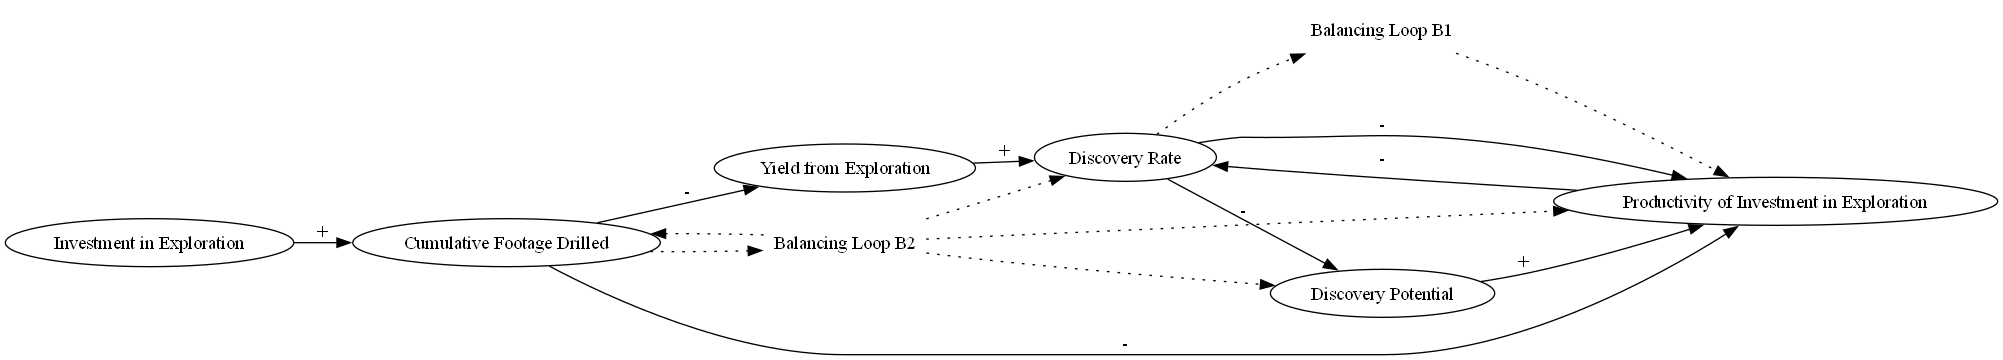 Balancing Loop B1
-
-
+
Yield from Exploration
Discovery Rate
-
Productivity of Investment in Exploration
-
+
Investment in Exploration
Cumulative Footage Drilled
Balancing Loop B2
+
Discovery Potential
-